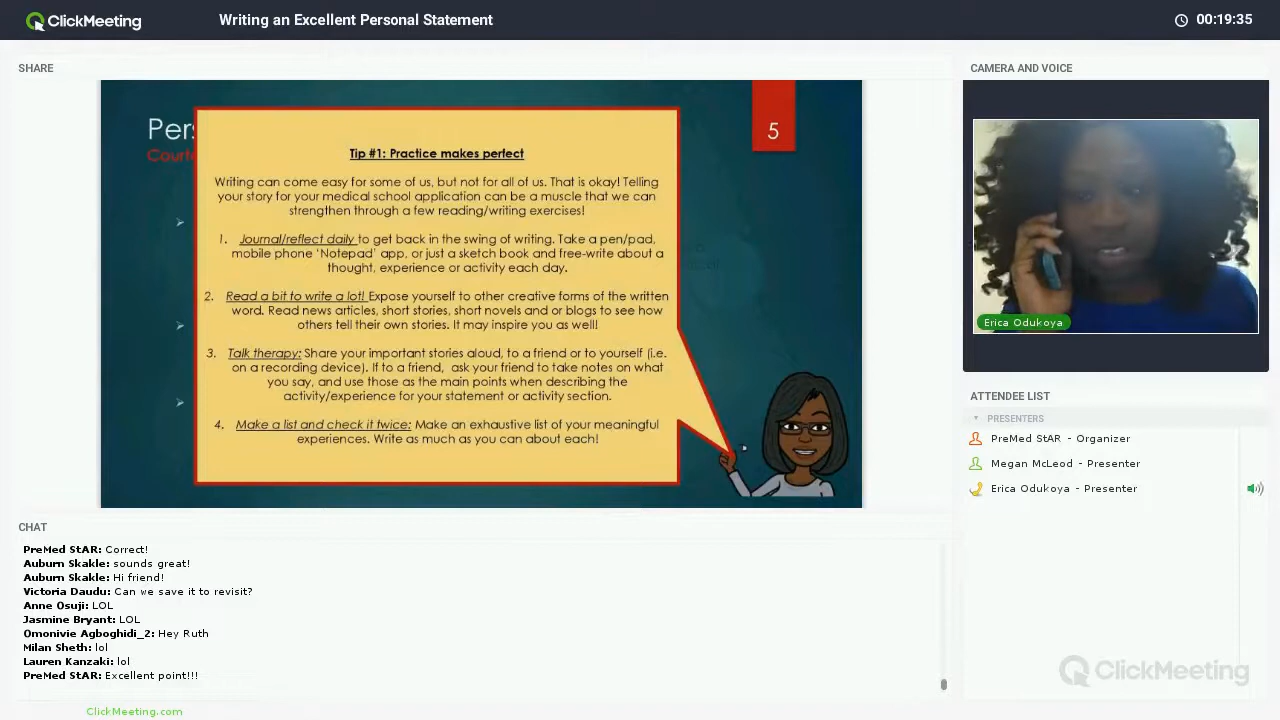 ClickMeeting
Writing an Excellent Personal Statement
00:19:35
SHARE
Pers
Courte
5
Tip #1: Practice makes perfect
Writing can come easy for some of us, but not for all of us. That is okay! Telling
your story for your medical school application can be a muscle that we can
strengthen through a few reading/writing exercises!
1. Journal/reflect daily to get back in the swing of writing. Take a pen/pad,
mobile phone 'Notepad' app, or just a sketch book and free-write about a
thought, experience or activity each day.
2. Read a bit to write a lot! Expose yourself to other creative forms of the written
word. Read news articles, short stories, short novels and or blogs to see how
others tell their own stories. It may inspire you as well!
3. Talk therapy: Share your important stories aloud, to a friend or to yourself (i.e.
on a recording device). If to a friend, ask your friend to take notes on what
you say, and use those as the main points when describing the
activity/experience for your statement or activity section.
4. Make a list and check it twice: Make an exhaustive list of your meaningful
experiences. Write as much as you can about each!
CAMERA AND VOICE
Erica Odukoya
ATTENDEE LIST
PRESENTERS
PreMed StAR - Organizer
Megan McLeod - Presenter
Erica Odukoya - Presenter
CHAT
PreMed StAR: Correct!
Auburn Skakle: sounds great!
Auburn Skakle: Hi friend!
Victoria Daudu: Can we save it to revisit?
Anne Osuji: LOL
Jasmine Bryant: LOL
Omonivie Agboghidi_2: Hey Ruth
Milan Sheth: lol
Lauren Kanzaki: lol
PreMed StAR: Excellent point!!!
ClickMeeting
ClickMeeting.com